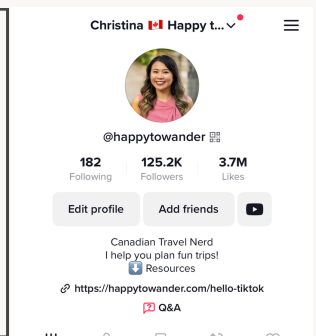 Christina 🇨🇦 Happy t...
@happytowander
182 125.2K 3.7M
Following Followers Likes
Edit profile Add friends
Canadian Travel Nerd
I help you plan fun trips!
⬇️ Resources
https://happytowander.com/hello-tiktok
Q&A